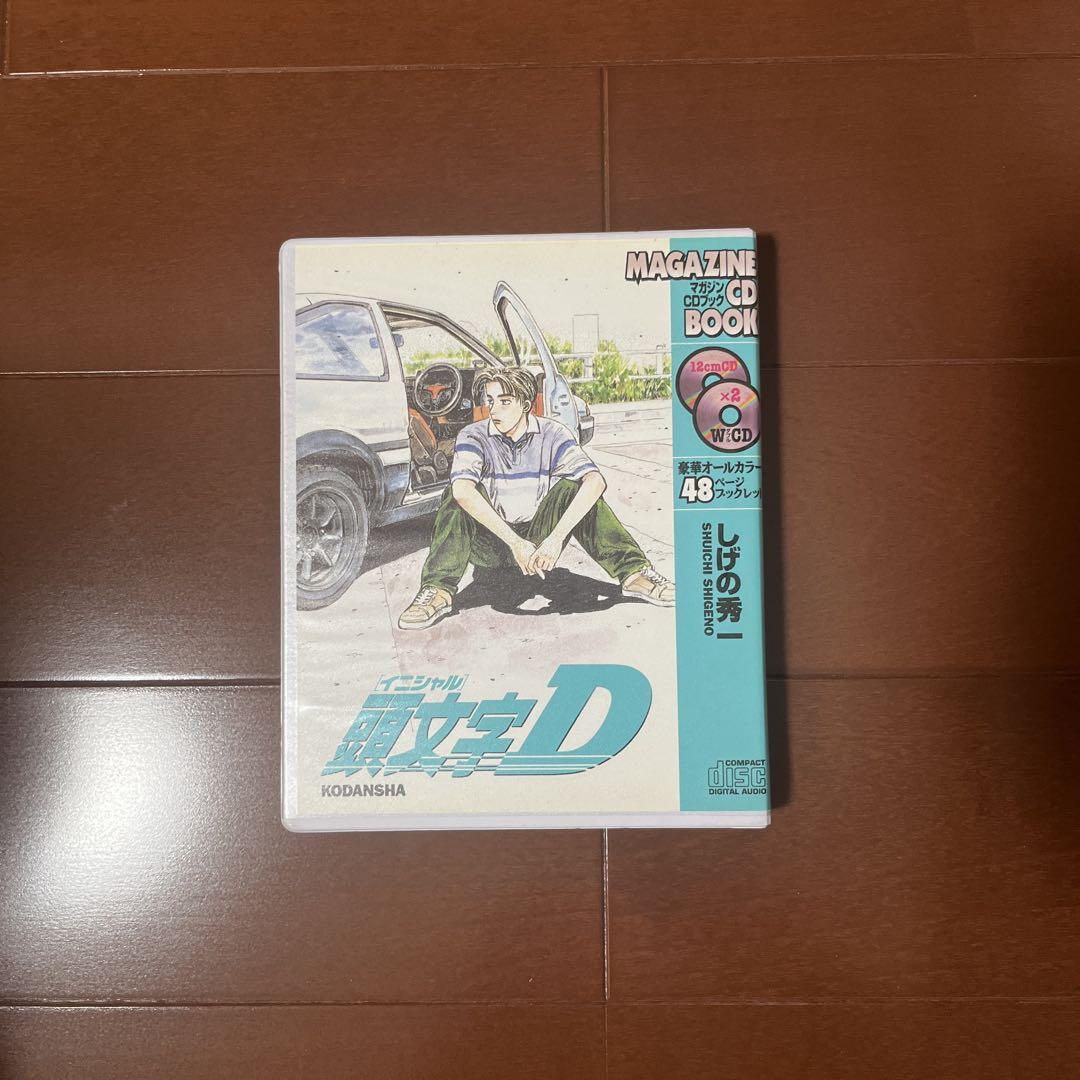 MAGAZINE
マガジン
CDブック
CD
BOOK
12cmCD
×2
W CD
豪華オールカラー
48ページ
ブックレット
しげの秀一
SHUICHI SHIGENO
[イニシャル]
頭文字D
KODANSHA
COMPACT
disc
DIGITAL AUDIO